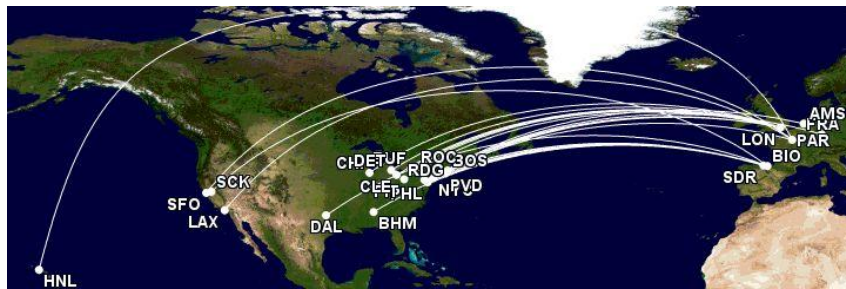 AMS
FRA
LON
PAR
BIO
SDR
DET
ROC
BOS
RDG
SCK
SFO
LAX
CLE
PHL
PVD
DAL
BHM
HNL